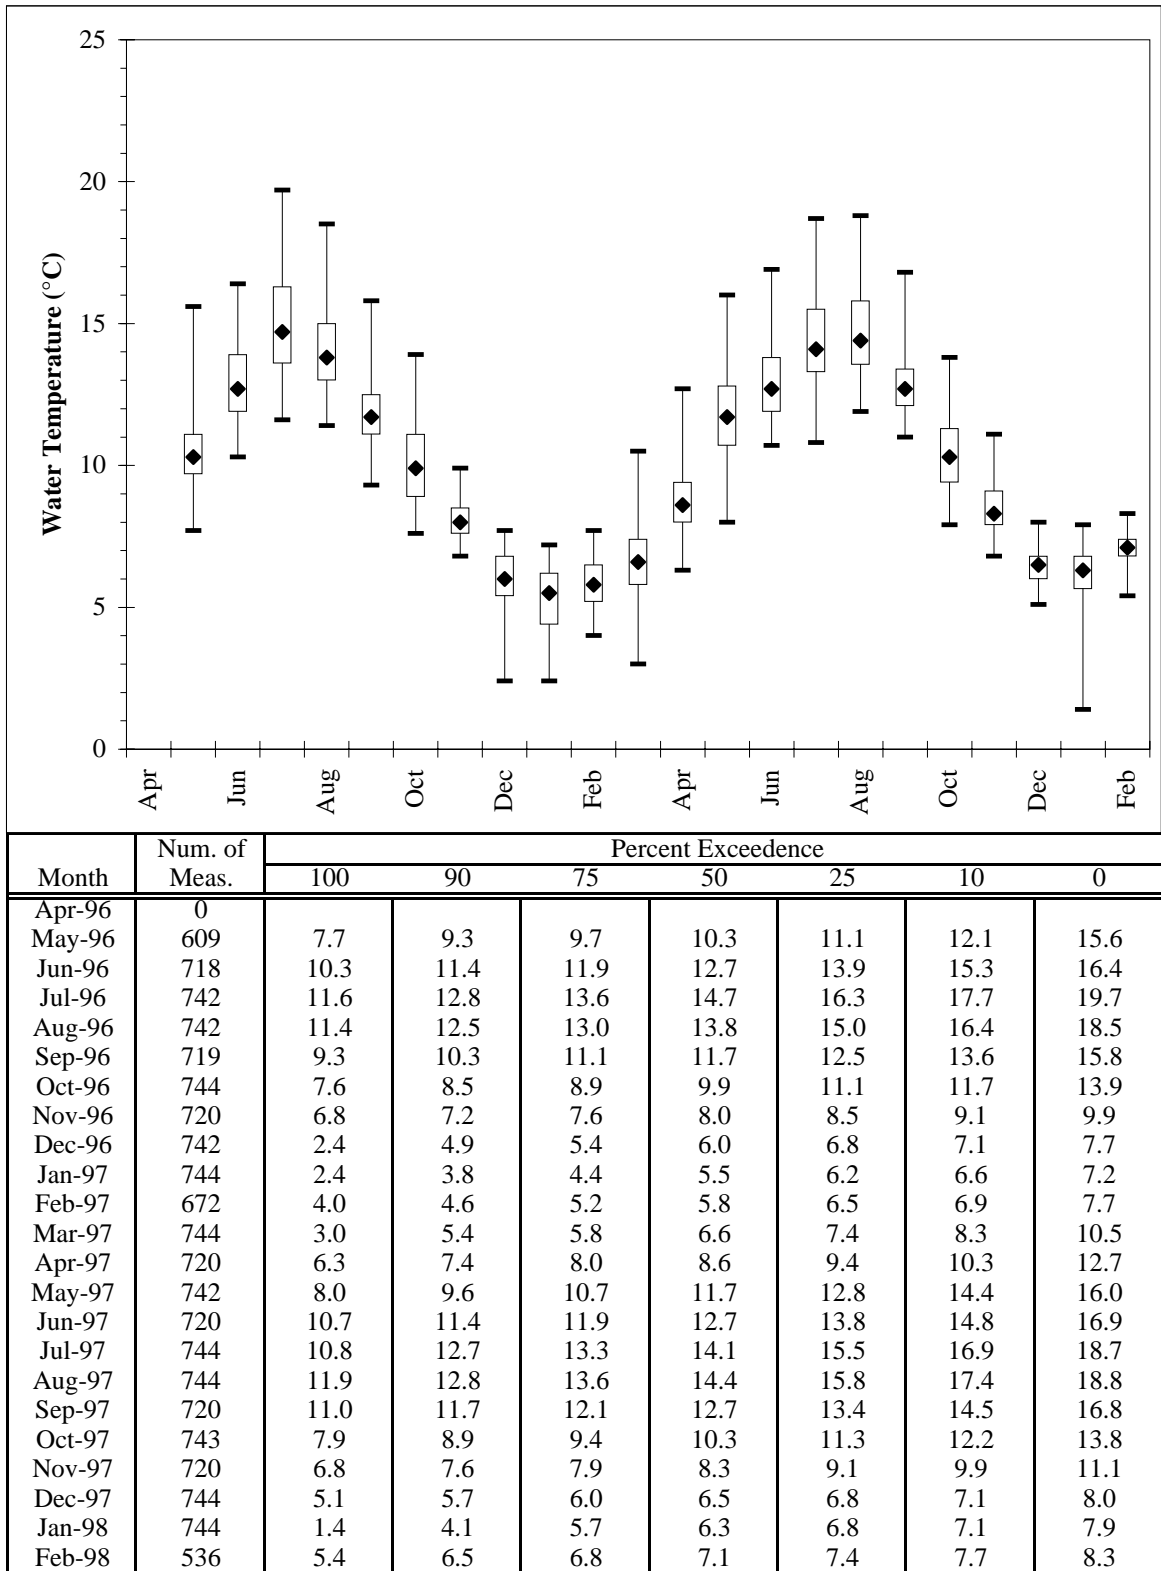 25
20
15
10
5
0
Water Temperature (°C)
Apr Jun Aug Oct Dec Feb Apr Jun Aug Oct Dec Feb
Num. of Percent Exceedence
Month Meas. 100 90 75 50 25 10 0
Apr-96 0
May-96 609 7.7 9.3 9.7 10.3 11.1 12.1 15.6
Jun-96 718 10.3 11.4 11.9 12.7 13.9 15.3 16.4
Jul-96 742 11.6 12.8 13.6 14.7 16.3 17.7 19.7
Aug-96 742 11.4 12.5 13.0 13.8 15.0 16.4 18.5
Sep-96 719 9.3 10.3 11.1 11.7 12.5 13.6 15.8
Oct-96 744 7.6 8.5 8.9 9.9 11.1 11.7 13.9
Nov-96 720 6.8 7.2 7.6 8.0 8.5 9.1 9.9
Dec-96 742 2.4 4.9 5.4 6.0 6.8 7.1 7.7
Jan-97 744 2.4 3.8 4.4 5.5 6.2 6.6 7.2
Feb-97 672 4.0 4.6 5.2 5.8 6.5 6.9 7.7
Mar-97 744 3.0 5.4 5.8 6.6 7.4 8.3 10.5
Apr-97 720 6.3 7.4 8.0 8.6 9.4 10.3 12.7
May-97 742 8.0 9.6 10.7 11.7 12.8 14.4 16.0
Jun-97 720 10.7 11.4 11.9 12.7 13.8 14.8 16.9
Jul-97 744 10.8 12.7 13.3 14.1 15.5 16.9 18.7
Aug-97 744 11.9 12.8 13.6 14.4 15.8 17.4 18.8
Sep-97 720 11.0 11.7 12.1 12.7 13.4 14.5 16.8
Oct-97 743 7.9 8.9 9.4 10.3 11.3 12.2 13.8
Nov-97 720 6.8 7.6 7.9 8.3 9.1 9.9 11.1
Dec-97 744 5.1 5.7 6.0 6.5 6.8 7.1 8.0
Jan-98 744 1.4 4.1 5.7 6.3 6.8 7.1 7.9
Feb-98 536 5.4 6.5 6.8 7.1 7.4 7.7 8.3